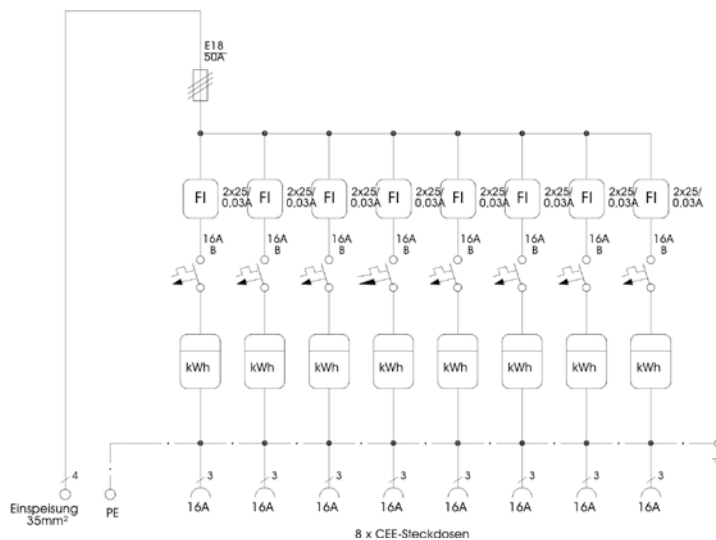 E18
50A
FI 2x25/ FI 2x25/ FI 2x25/ FI 2x25/ FI 2x25/ FI 2x25/ FI 2x25/ FI 2x25/
0,03A 0,03A 0,03A 0,03A 0,03A 0,03A 0,03A 0,03A
16A 16A 16A 16A 16A 16A 16A 16A
B B B B B B B B
kWh kWh kWh kWh kWh kWh kWh kWh
4 3 3 3 3 3 3 3 3
Einspeisung PE 16A 16A 16A 16A 16A 16A 16A 16A
35mm²
8 x CEE-Steckdosen